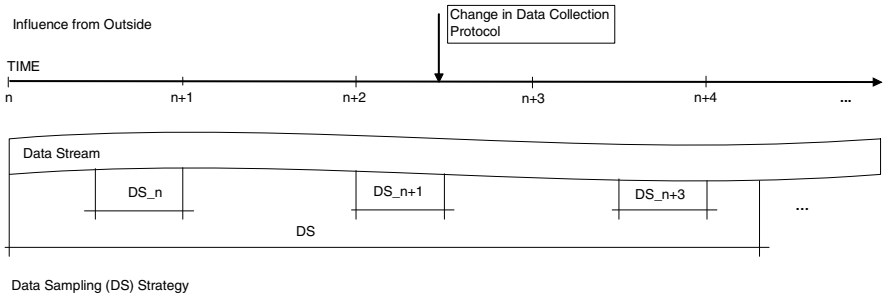 Influence from Outside
Change in Data Collection
Protocol
TIME
n n+1 n+2 n+3 n+4 ...
Data Stream
DS_n DS_n+1 DS_n+3 ...
DS
Data Sampling (DS) Strategy